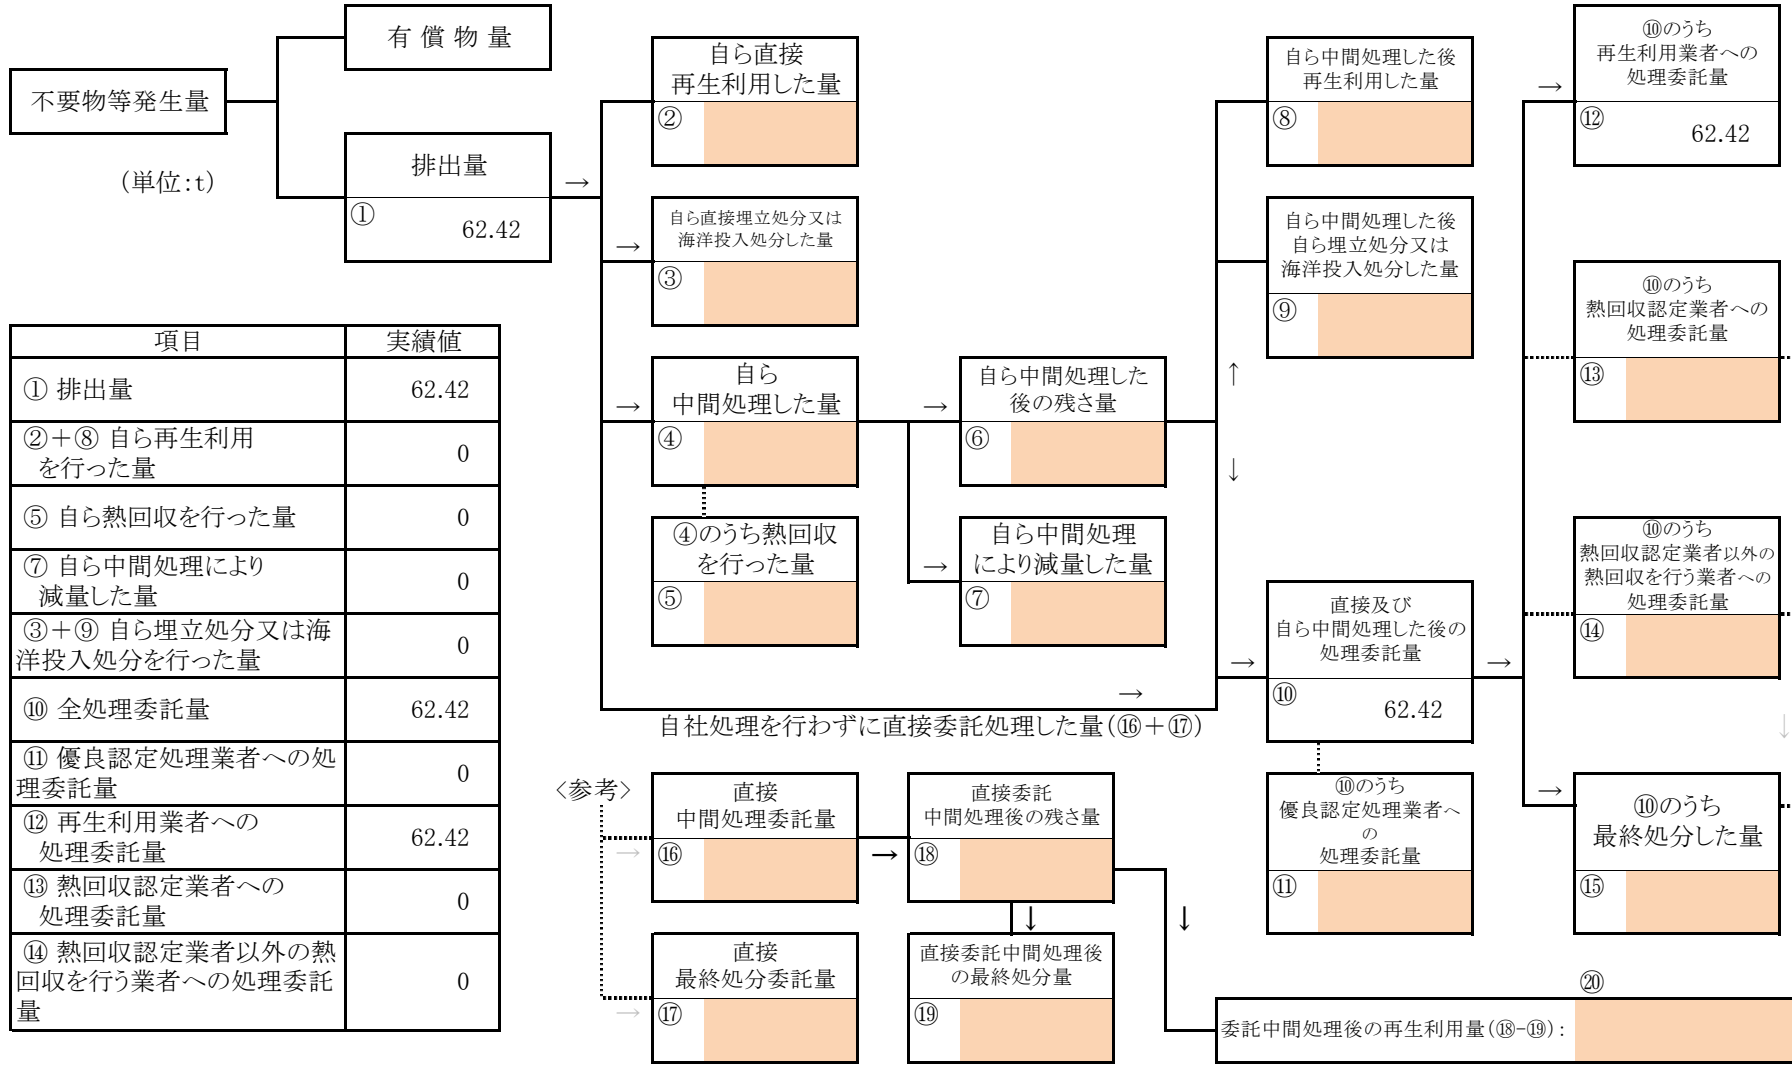 有 償 物 量
不要物等発生量
(単位:t)
排出量
①
62.42
→
自ら直接
再生利用した量
②
→
自ら直接埋立処分又は
海洋投入処分した量
③
→
自ら
中間処理した量
④
④のうち熱回収
を行った量
⑤
→
自ら中間処理した
後の残さ量
⑥
→
自ら中間処理
により減量した量
⑦
↑
↓
自ら中間処理した後
再生利用した量
⑧
自ら中間処理した後
自ら埋立処分又は
海洋投入処分した量
⑨
→
直接及び
自ら中間処理した後の
処理委託量
⑩
62.42
→
→
自社処理を行わずに直接委託処理した量(⑯+⑰)
⑩のうち
優良認定処理業者へ
の
処理委託量
⑪
→
⑩のうち
再生利用業者への
処理委託量
⑫
62.42
⑩のうち
熱回収認定業者への
処理委託量
⑬
⑩のうち
熱回収認定業者以外の
熱回収を行う業者への
処理委託量
⑭
↓
→
⑩のうち
最終処分した量
⑮
項目 実績値
① 排出量 62.42
②+⑧ 自ら再生利用
を行った量 0
⑤ 自ら熱回収を行った量 0
⑦ 自ら中間処理により
減量した量 0
③+⑨ 自ら埋立処分又は海
洋投入処分を行った量 0
⑩ 全処理委託量 62.42
⑪ 優良認定処理業者への処
理委託量 0
⑫ 再生利用業者への
処理委託量 62.42
⑬ 熱回収認定業者への
処理委託量 0
⑭ 熱回収認定業者以外の熱
回収を行う業者への処理委託
量 0
<参考>
直接
中間処理委託量
→
⑯
→
直接委託
中間処理後の残さ量
⑱
↓
↓
直接
最終処分委託量
→
⑰
直接委託中間処理後
の最終処分量
⑲
⑳
委託中間処理後の再生利用量(⑱-⑲):